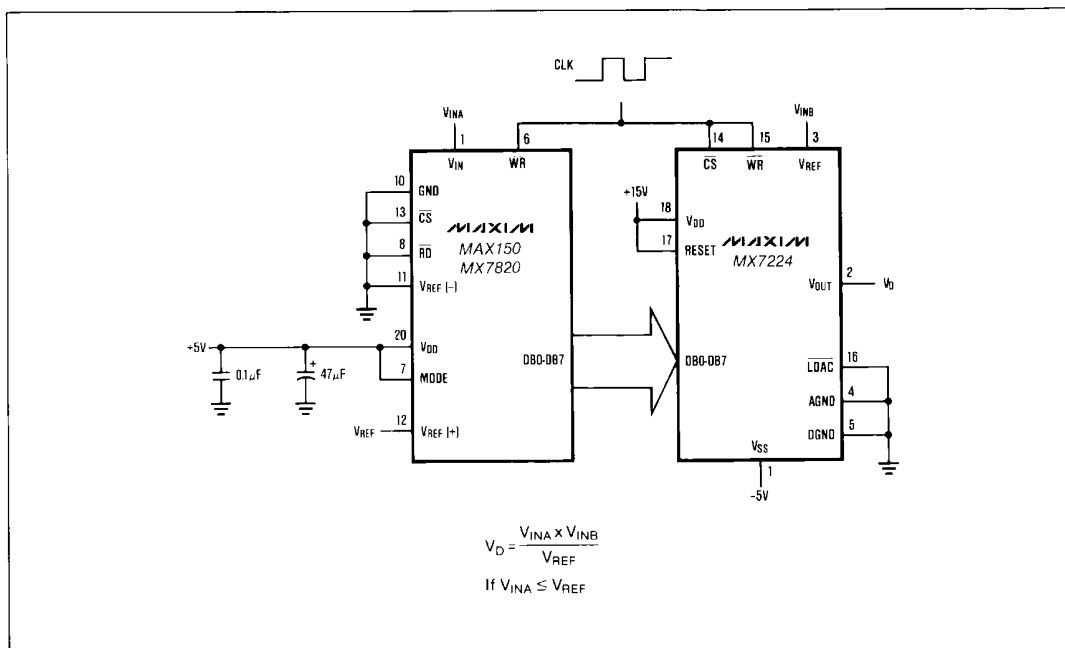 CLK
VINA
1
6
VIN
WR
10 GND
13 CS
8 RD
11 VREF (-)
MAXIM
MAX150
MX7820
+5V
20 VDD
7 MODE
0.1µF
+
47µF
VREF 12 VREF (+)
DB0-DB7
14
15
VINB
3
CS
WR
VREF
+15V
18 VDD
17 RESET
MAXIM
MX7224
VOUT 2 VD
DB0-DB7
LDAC 16
AGND 4
DGND 5
VSS
1
-5V
VD = VINA x VINB
VREF
If VINA ≤ VREF